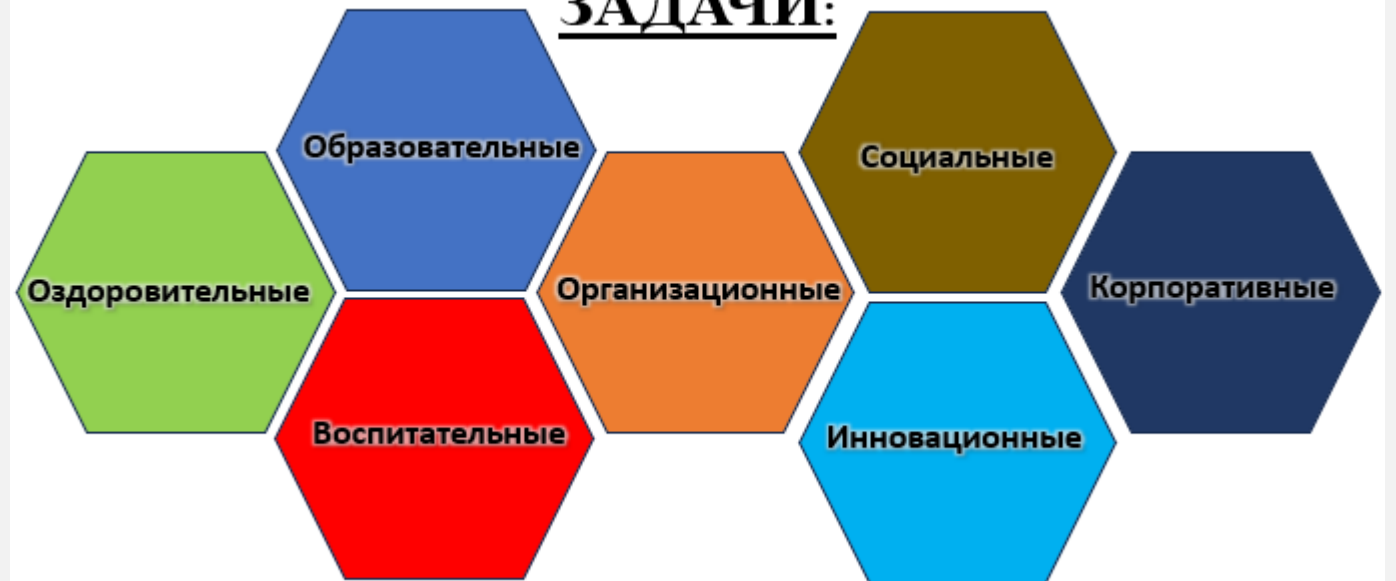 ЗАДАЧИ:
Образовательные
Социальные
Оздоровительные
Организационные
Корпоративные
Воспитательные
Инновационные